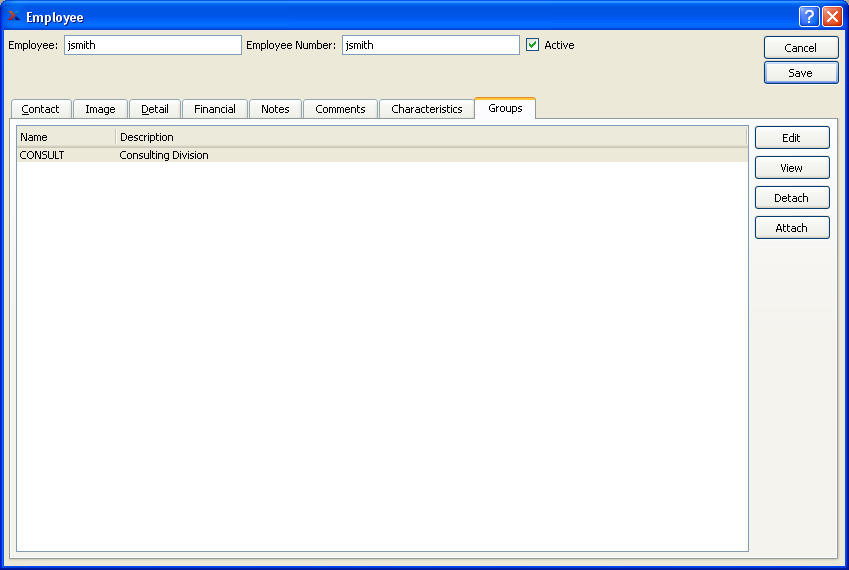 Employee
Employee: jsmith Employee Number: jsmith Active
Cancel
Save
Contact Image Detail Financial Notes Comments Characteristics Groups
Name Description
CONSULT Consulting Division
Edit
View
Detach
Attach